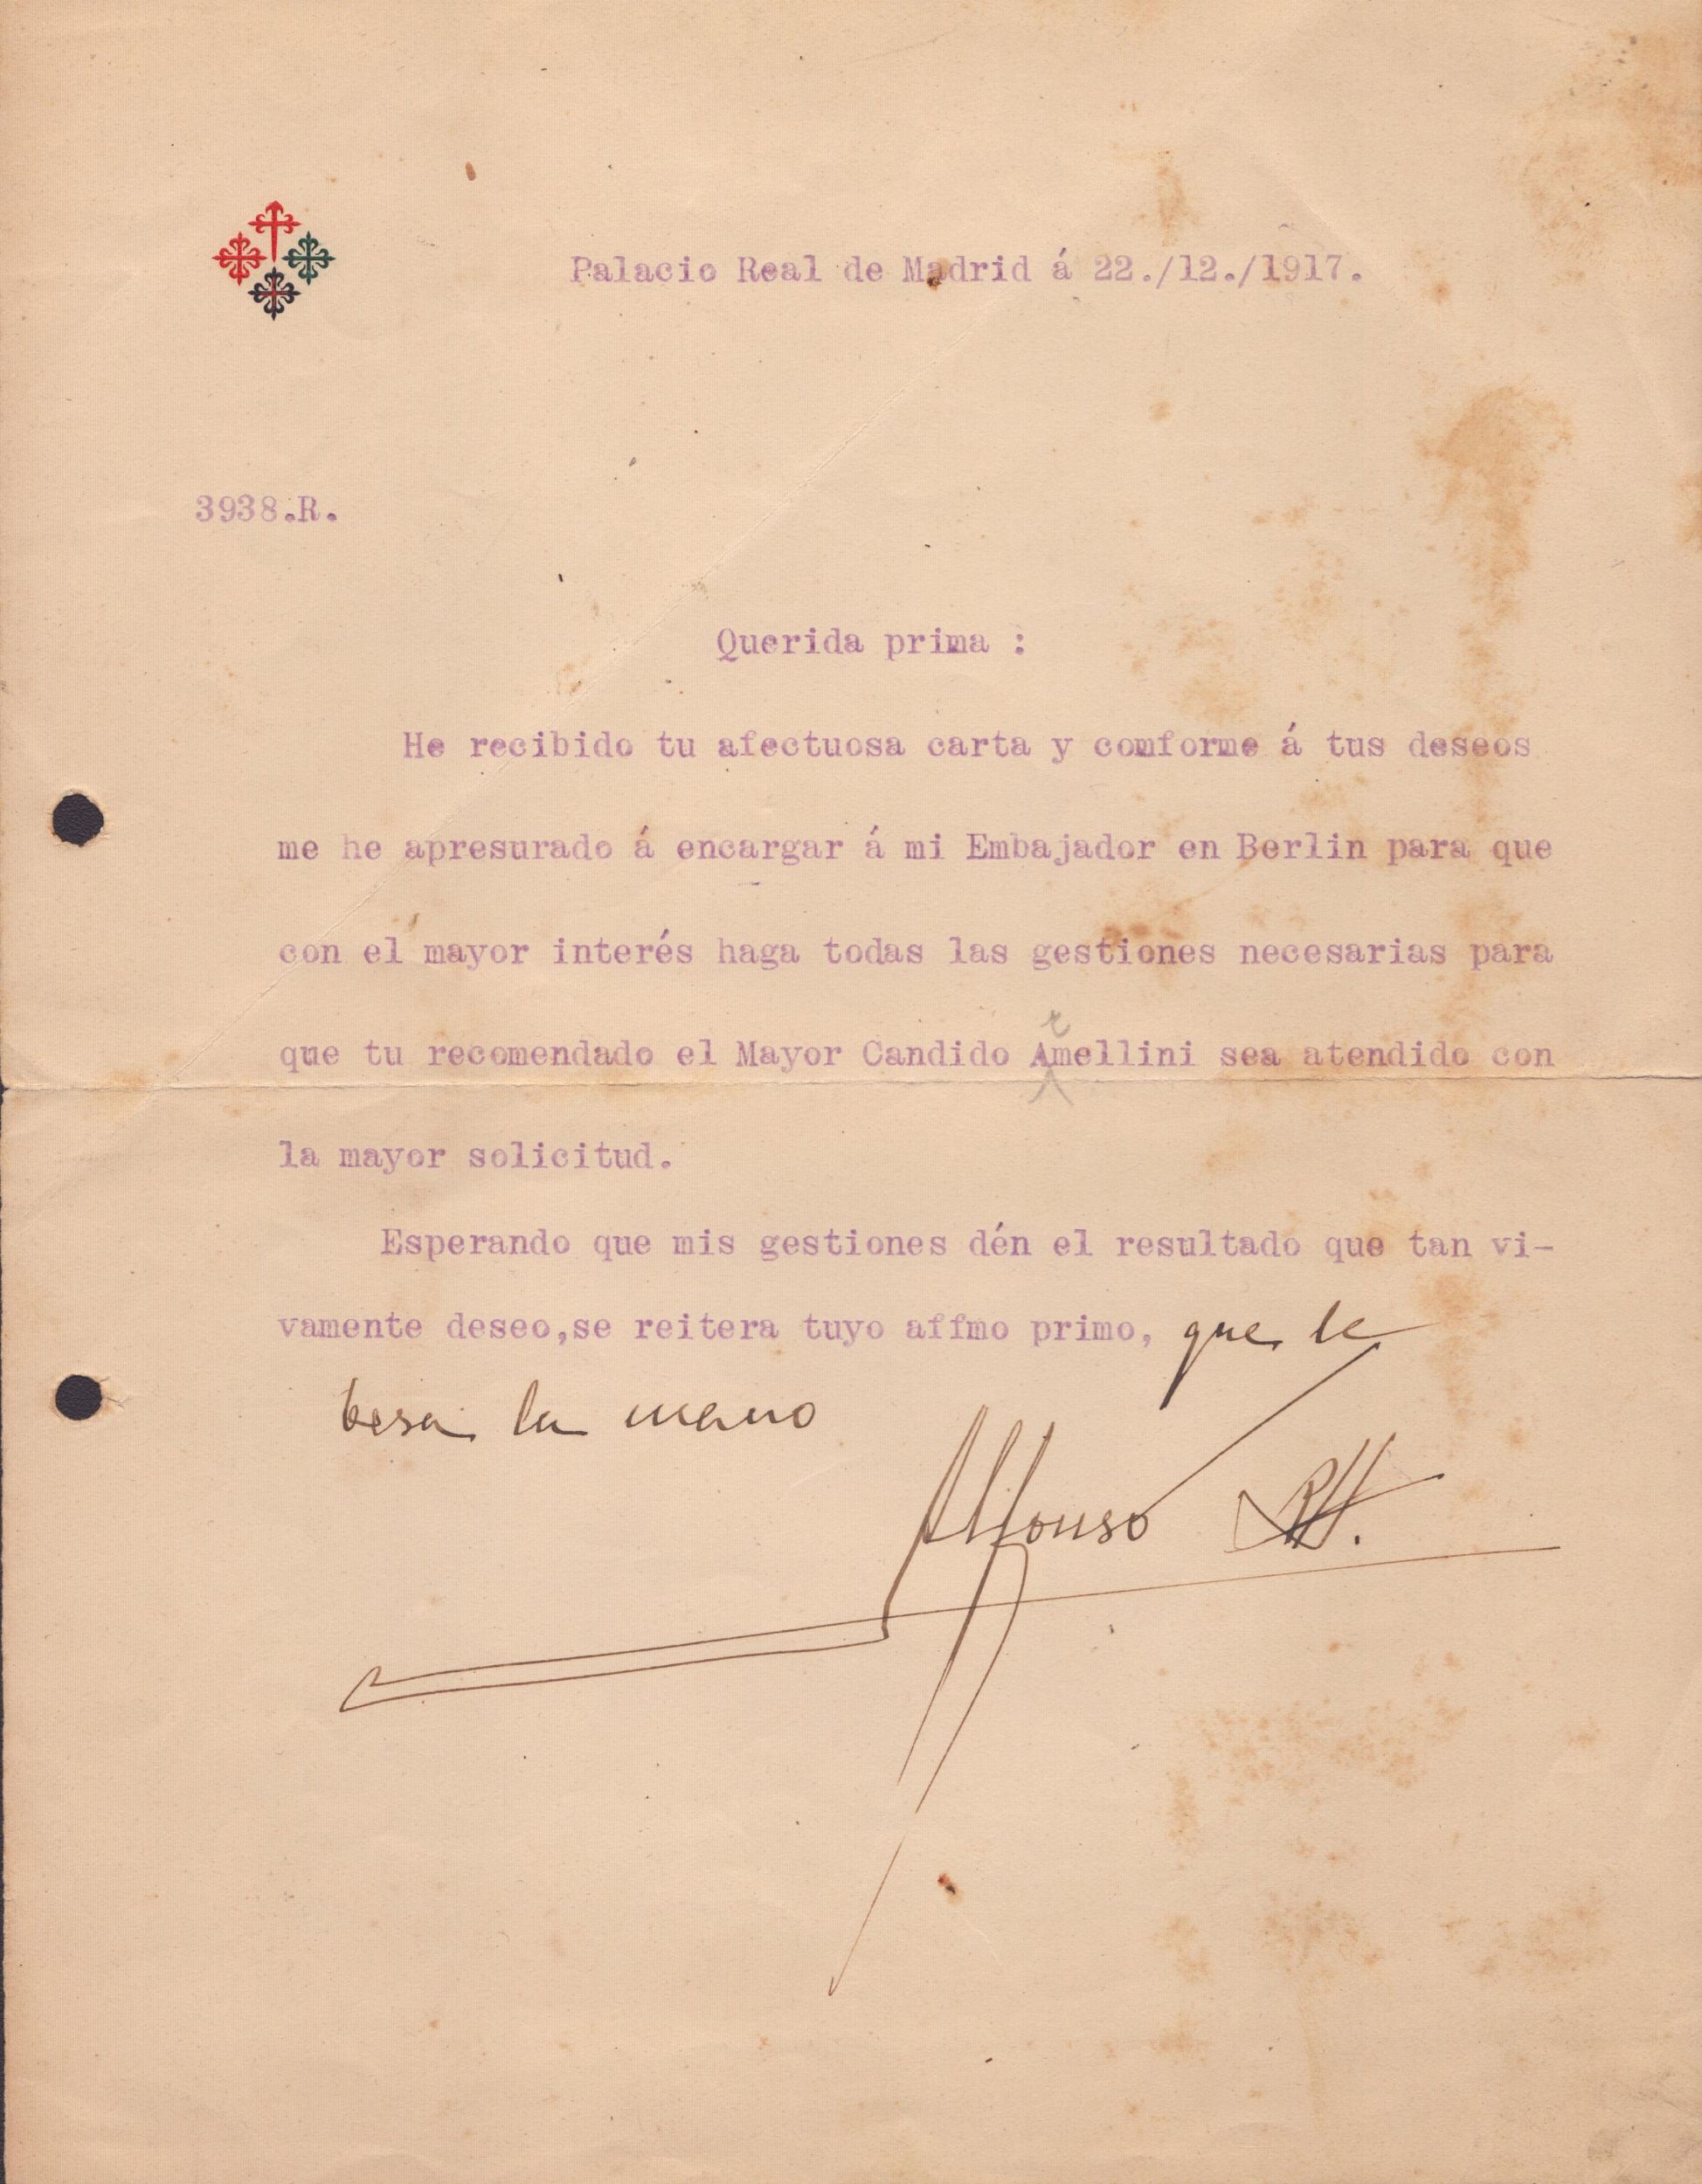 Palacio Real de Madrid á 22./12./1917.
3938.R.
Querida prima :
He recibido tu afectuosa carta y comforme á tus deseos
me he apresurado á encargar á mi Embajador en Berlin para que
con el mayor interés haga todas las gestiones necesarias para
r
que tu recomendado el Mayor Candido Amellini sea atendido con
la mayor solicitud.
Esperando que mis gestiones dén el resultado que tan vi-
vamente deseo,se reitera tuyo affmo primo, que te
besa la mano
Alfonso RH.